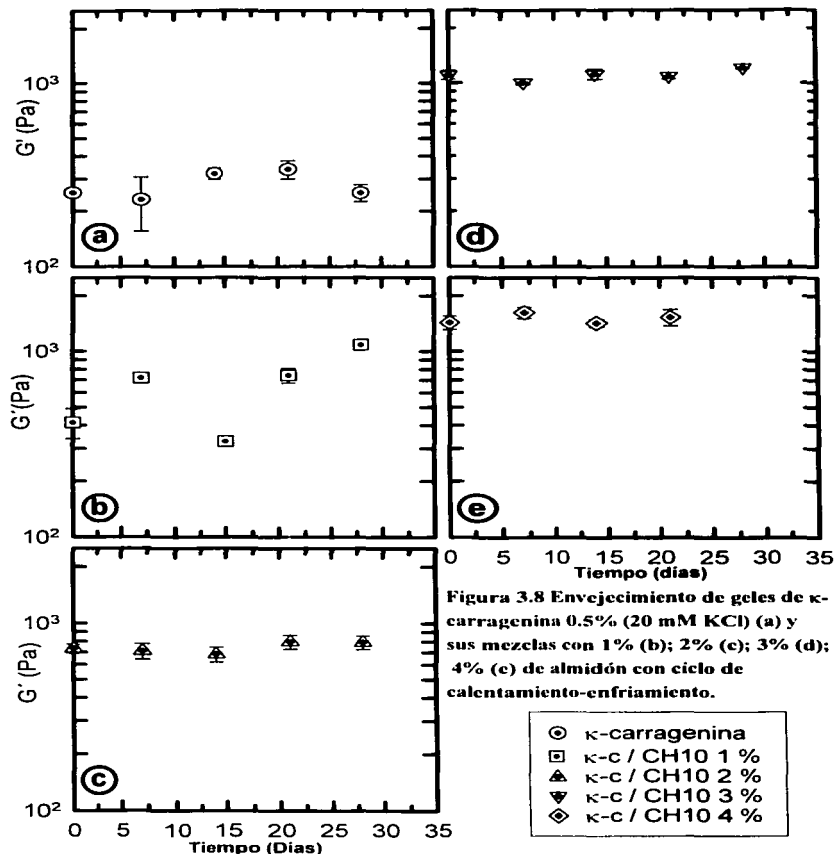 G' (Pa)
10³
10²
a
d
G´(Pa)
10³
10²
b
e
0 5 10 15 20 25 30 35
Tiempo (días)
G´ (Pa)
10³
10²
c
0 5 10 15 20 25 30 35
Tiempo (Días)
Figura 3.8 Envejecimiento de geles de κ-
carragenina 0.5% (20 mM KCl) (a) y
sus mezclas con 1% (b); 2% (c); 3% (d);
4% (e) de almidón con ciclo de
calentamiento-enfriamiento.
κ-carragenina
κ-c / CH10 1 %
κ-c / CH10 2 %
κ-c / CH10 3 %
κ-c / CH10 4 %